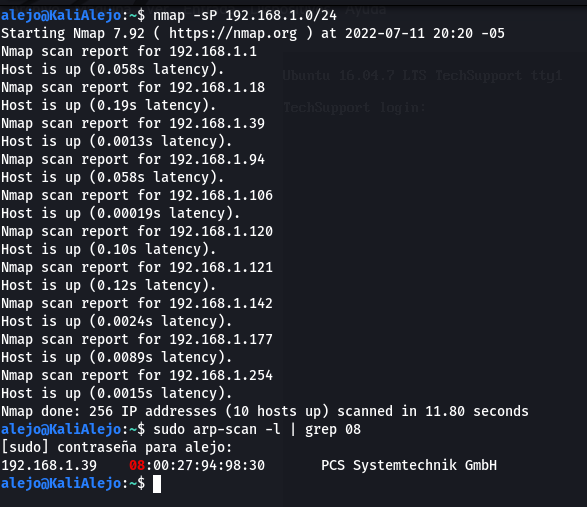 Ayuda.
alejo@KaliAlejo:~$ nmap -sP 192.168.1.0/24
Starting Nmap 7.92 ( https://nmap.org ) at 2022-07-11 20:20 -05
Nmap scan report for 192.168.1.1
Host is up (0.058s latency).
Ubuntu 16.04.7 LTS TechSupport tty1
Nmap scan report for 192.168.1.18
Host is up (0.19s latency).
TechSupport login:
Nmap scan report for 192.168.1.39
Host is up (0.0013s latency).
Nmap scan report for 192.168.1.94
Host is up (0.058s latency).
Nmap scan report for 192.168.1.106
Host is up (0.00019s latency).
Nmap scan report for 192.168.1.120
Host is up (0.10s latency).
Nmap scan report for 192.168.1.121
Host is up (0.12s latency).
Nmap scan report for 192.168.1.142
Host is up (0.0024s latency).
Nmap scan report for 192.168.1.177
Host is up (0.0089s latency).
Nmap scan report for 192.168.1.254
Host is up (0.0015s latency).
Nmap done: 256 IP addresses (10 hosts up) scanned in 11.80 seconds
alejo@KaliAlejo:~$ sudo arp-scan -l | grep 08
[sudo] contraseña para alejo:
192.168.1.39    08:00:27:94:98:30       PCS Systemtechnik GmbH
alejo@KaliAlejo:~$